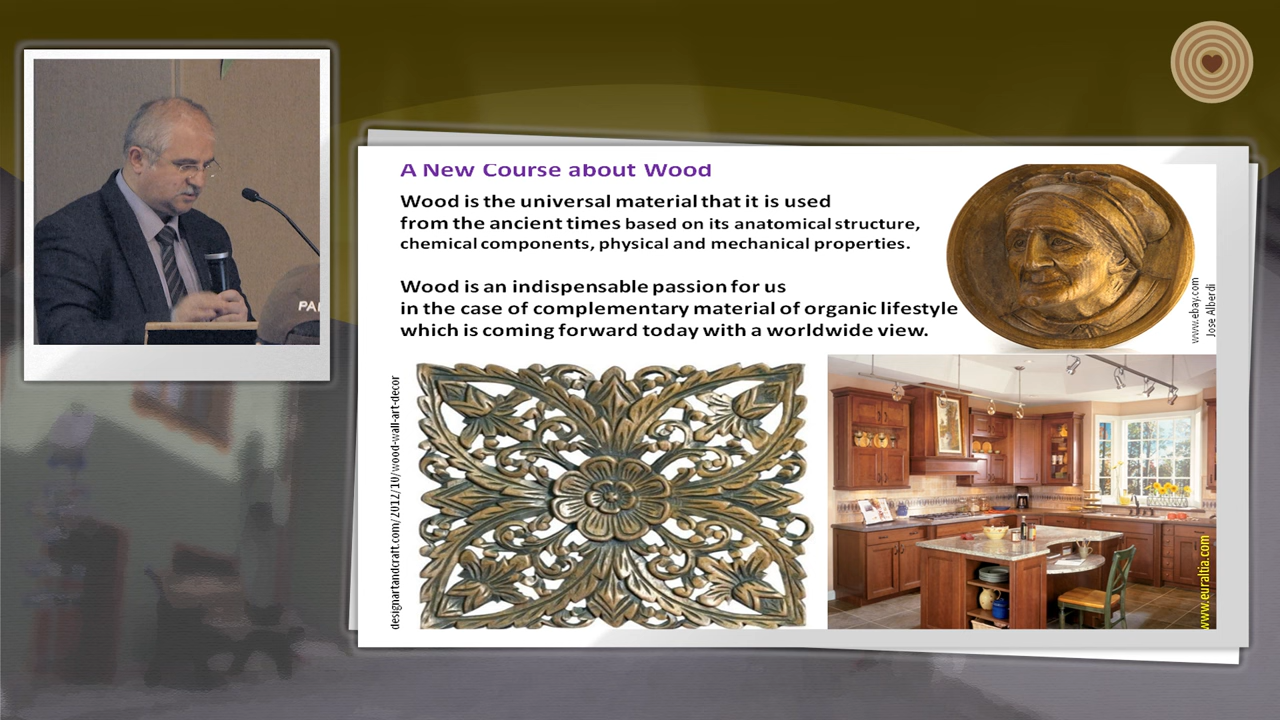 PA
A New Course about Wood
Wood is the universal material that it is used
from the ancient times based on its anatomical structure,
chemical components, physical and mechanical properties.
Wood is an indispensable passion for us
in the case of complementary material of organic lifestyle
which is coming forward today with a worldwide view.
www.ebay.com
Jose Alberdi
designartandcraft.com/2012/10/wood-wall-art-decor
www.euraltia.com